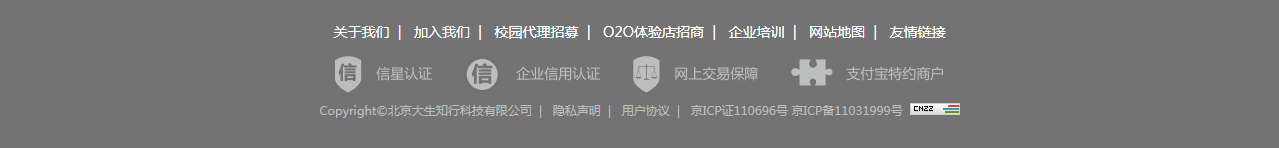 关于我们 | 加入我们 | 校园代理招募 | O2O体验店招商 | 企业培训 | 网站地图 | 友情链接
信 信星认证 信 企业信用认证 网上交易保障 支付宝特约商户
Copyright©北京大生知行科技有限公司 | 隐私声明 | 用户协议 | 京ICP证110696号 京ICP备11031999号 CNZZ